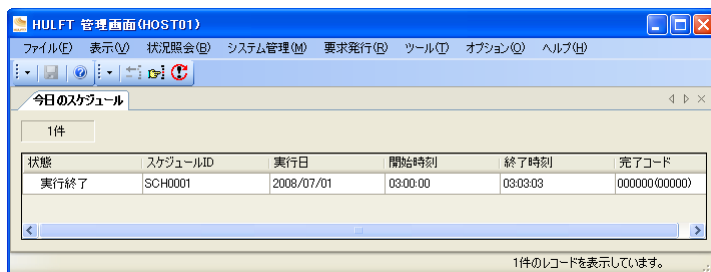 HULFT 管理画面(HOST01)
ファイル(F) 表示(V) 状況照会(B) システム管理(M) 要求発行(R) ツール(T) オプション(O) ヘルプ(H)
今日のスケジュール
1件
状態 スケジュールID 実行日 開始時刻 終了時刻 完了コード
実行終了 SCH0001 2008/07/01 03:00:00 03:03:03 000000(00000)
1件のレコードを表示しています。